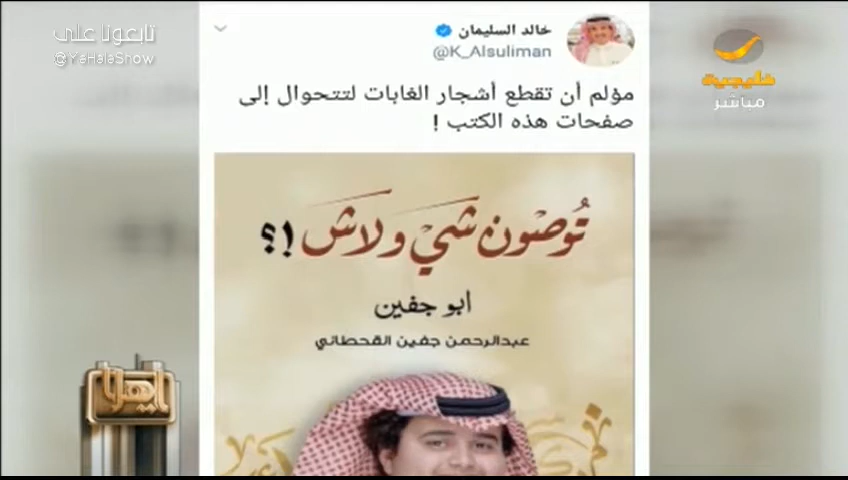 تابعونا على
@YaHalaShow
خالد السليمان
@K_Alsuliman
مؤلم أن تقطع أشجار الغابات لتتحوال إلى
صفحات هذه الكتب !
تُوصون شيْ ولاش !؟
ابو جفين
عبدالرحمن جفين القحطاني
خليجية
مباشر
ياهلا